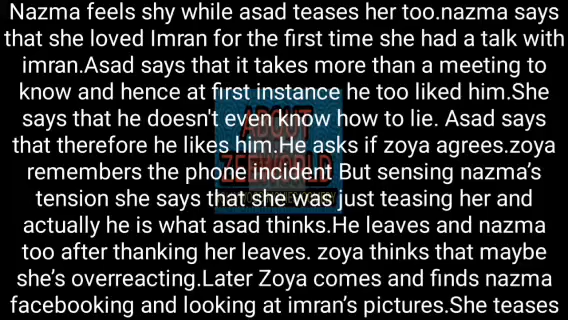 Nazma feels shy while asad teases her too.nazma says
that she loved Imran for the first time she had a talk with
imran.Asad says that it takes more than a meeting to
know and hence at first instance he too liked him.She
says that he doesn't even know how to lie. Asad says
that therefore he likes him.He asks if zoya agrees.zoya
remembers the phone incident But sensing nazma's
tension she says that she was just teasing her and
actually he is what asad thinks.He leaves and nazma
too after thanking her leaves. zoya thinks that maybe
she's overreacting.Later Zoya comes and finds nazma
facebooking and looking at imran's pictures.She teases
ABOUT
ZEEWORLD